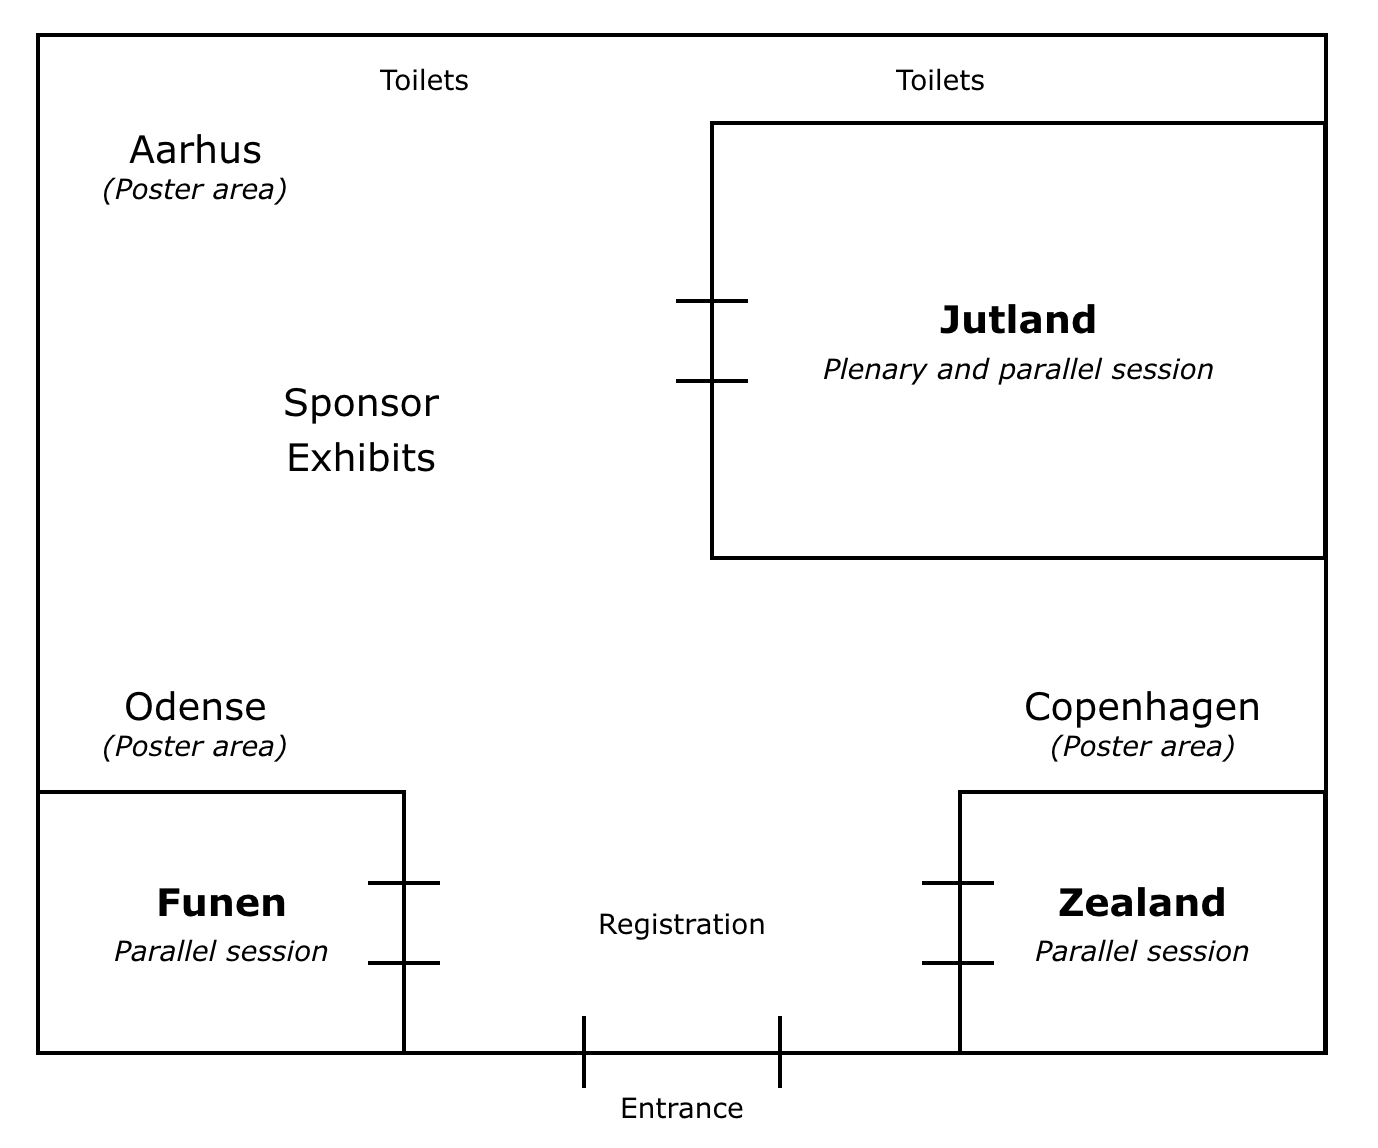 Toilets
Toilets
Aarhus
(Poster area)
Jutland
Plenary and parallel session
Sponsor
Exhibits
Odense
(Poster area)
Copenhagen
(Poster area)
Funen
Parallel session
Registration
Zealand
Parallel session
Entrance